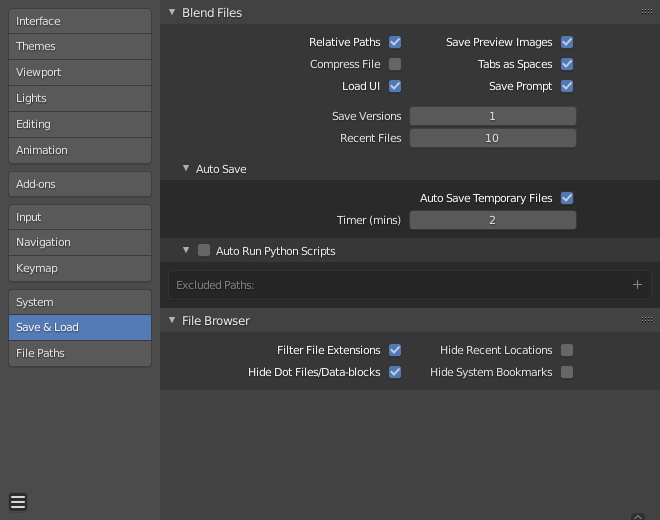 Interface
Themes
Viewport
Lights
Editing
Animation
Add-ons
Input
Navigation
Keymap
System
Save & Load
File Paths
Blend Files
Relative Paths Save Preview Images
Compress File Tabs as Spaces
Load UI Save Prompt
Save Versions 1
Recent Files 10
Auto Save
Auto Save Temporary Files
Timer (mins) 2
Auto Run Python Scripts
Excluded Paths:
File Browser
Filter File Extensions Hide Recent Locations
Hide Dot Files/Data-blocks Hide System Bookmarks